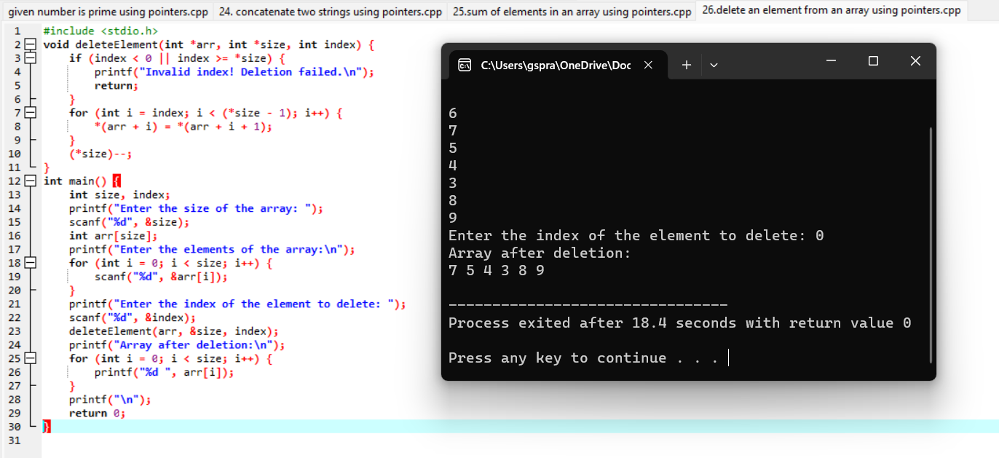 given number is prime using pointers.cpp 24. concatenate two strings using pointers.cpp 25.sum of elements in an array using pointers.cpp 26.delete an element from an array using pointers.cpp
1 #include <stdio.h>
2 void deleteElement(int *arr, int *size, int index) {
3 if (index < 0 || index >= *size) {
4 printf("Invalid index! Deletion failed.\n");
5 return;
6 }
7 for (int i = index; i < (*size - 1); i++) {
8 *(arr + i) = *(arr + i + 1);
9 }
10 (*size)--;
11 }
12 int main() {
13 int size, index;
14 printf("Enter the size of the array: ");
15 scanf("%d", &size);
16 int arr[size];
17 printf("Enter the elements of the array:\n");
18 for (int i = 0; i < size; i++) {
19 scanf("%d", &arr[i]);
20 }
21 printf("Enter the index of the element to delete: ");
22 scanf("%d", &index);
23 deleteElement(arr, &size, index);
24 printf("Array after deletion:\n");
25 for (int i = 0; i < size; i++) {
26 printf("%d ", arr[i]);
27 }
28 printf("\n");
29 return 0;
30 }
31
C:\Users\gspra\OneDrive\Doc
6
7
5
4
3
8
9
Enter the index of the element to delete: 0
Array after deletion:
7 5 4 3 8 9
--------------------------------
Process exited after 18.4 seconds with return value 0
Press any key to continue . . .